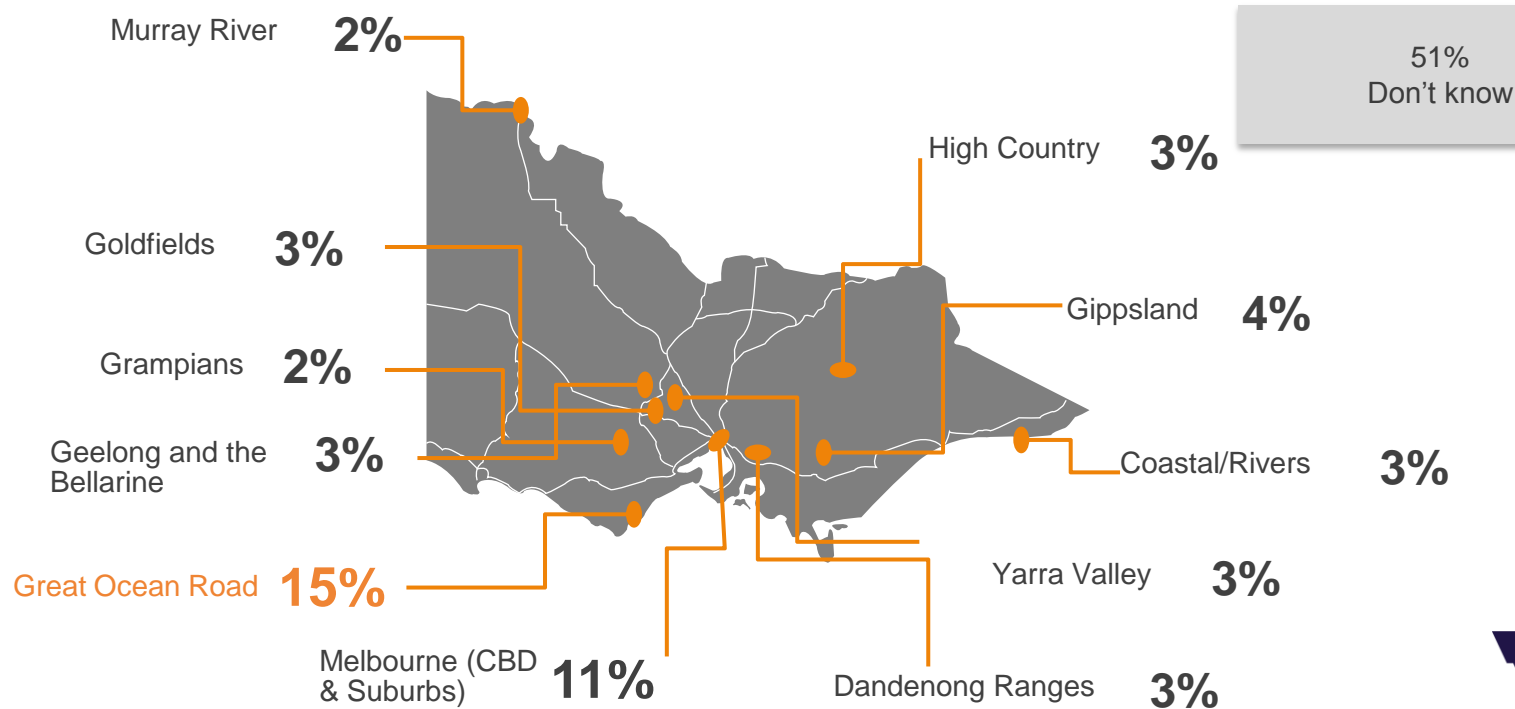 Murray River 2%
51%
Don't know
High Country 3%
Goldfields 3%
Gippsland 4%
Grampians 2%
Geelong and the
Bellarine
3%
Coastal/Rivers 3%
Great Ocean Road 15%
Yarra Valley 3%
Melbourne (CBD
& Suburbs)
11%
Dandenong Ranges 3%